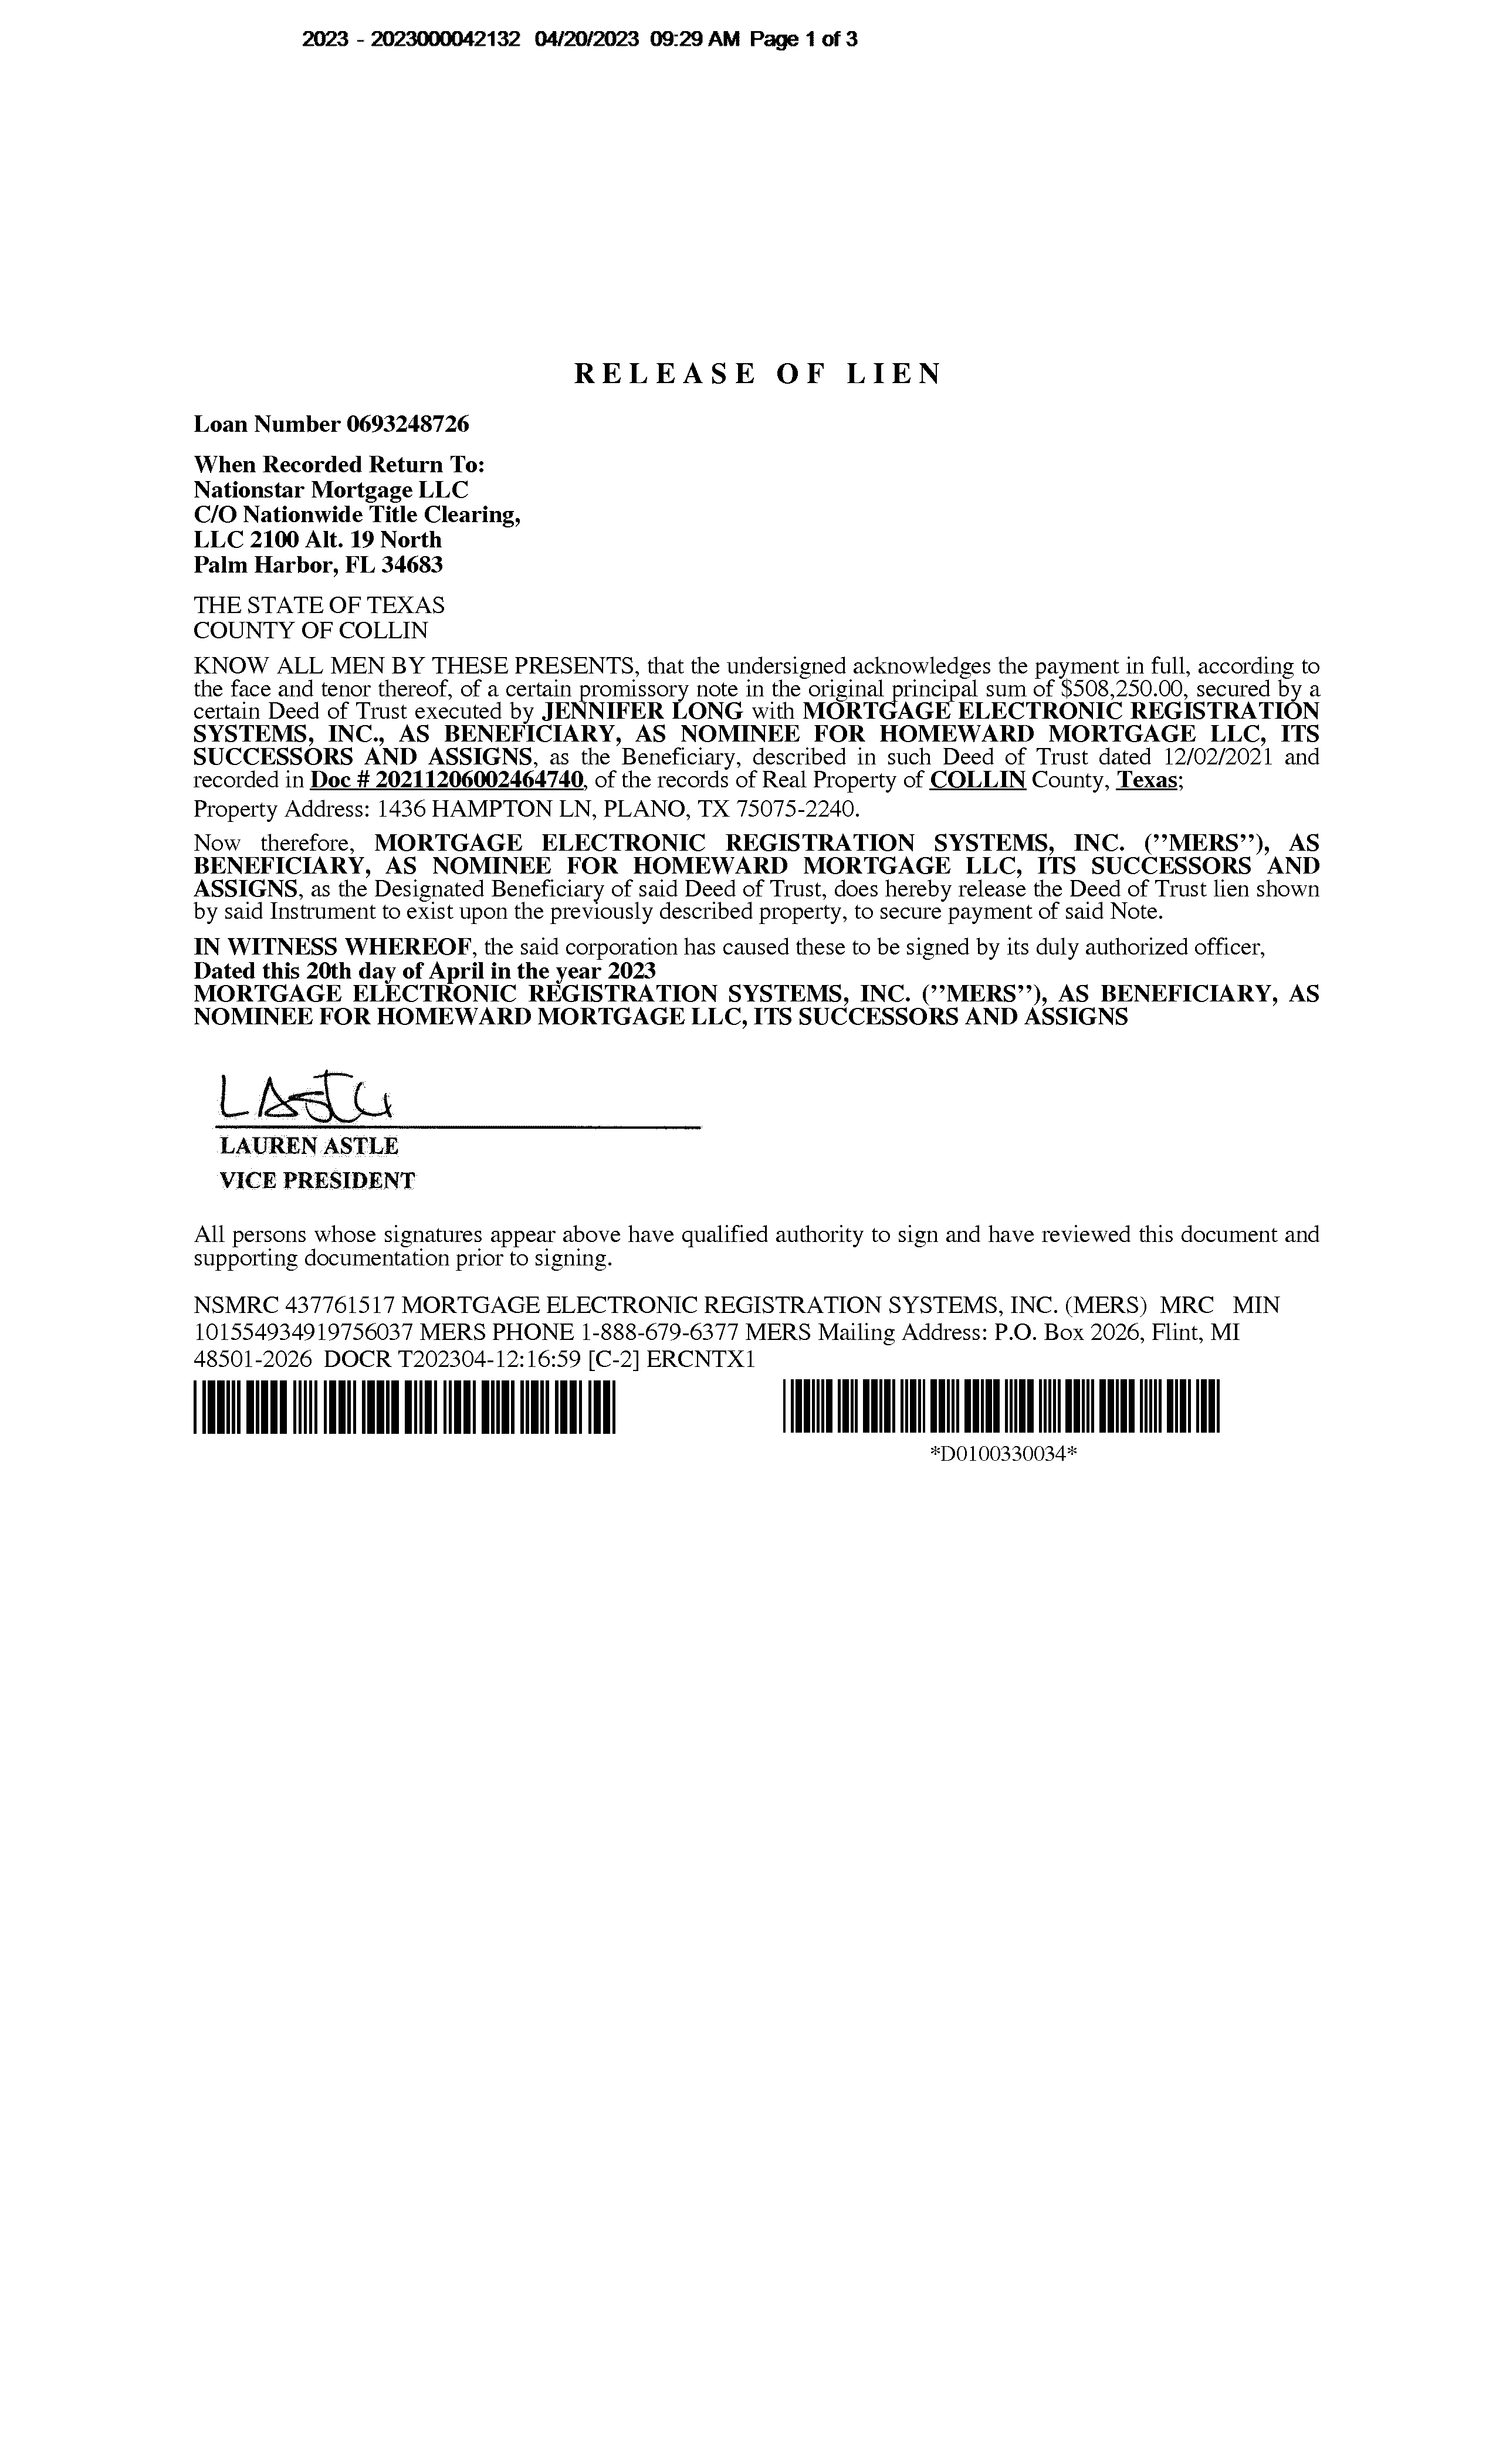 2023 - 2023000042132 04/20/2023 09:29 AM Page 1 of 3
RELEASE OF LIEN
Loan Number 0693248726
When Recorded Return To:
Nationstar Mortgage LLC
C/O Nationwide Title Clearing,
LLC 2100 Alt. 19 North
Palm Harbor, FL 34683
THE STATE OF TEXAS
COUNTY OF COLLIN
KNOW ALL MEN BY THESE PRESENTS, that the undersigned acknowledges the payment in full, according to
the face and tenor thereof, of a certain promissory note in the original principal sum of $508,250.00, secured by a
certain Deed of Trust executed by JENNIFER LONG with MORTGAGE ELECTRONIC REGISTRATION
SYSTEMS, INC., AS BENEFICIARY, AS NOMINEE FOR HOMEWARD MORTGAGE LLC, ITS
SUCCESSORS AND ASSIGNS, as the Beneficiary, described in such Deed of Trust dated 12/02/2021 and
recorded in Doc # 20211206002464740, of the records of Real Property of COLLIN County, Texas;
Property Address: 1436 HAMPTON LN, PLANO, TX 75075-2240.
Now therefore, MORTGAGE ELECTRONIC REGISTRATION SYSTEMS, INC. (''MERS''), AS
BENEFICIARY, AS NOMINEE FOR HOMEWARD MORTGAGE LLC, ITS SUCCESSORS AND
ASSIGNS, as the Designated Beneficiary of said Deed of Trust, does hereby release the Deed of Trust lien shown
by said Instrument to exist upon the previously described property, to secure payment of said Note.
IN WITNESS WHEREOF, the said corporation has caused these to be signed by its duly authorized officer,
Dated this 20th day of April in the year 2023
MORTGAGE ELECTRONIC REGISTRATION SYSTEMS, INC. (''MERS''), AS BENEFICIARY, AS
NOMINEE FOR HOMEWARD MORTGAGE LLC, ITS SUCCESSORS AND ASSIGNS
LAUREN ASTLE
VICE PRESIDENT
All persons whose signatures appear above have qualified authority to sign and have reviewed this document and
supporting documentation prior to signing.
NSMRC 437761517 MORTGAGE ELECTRONIC REGISTRATION SYSTEMS, INC. (MERS) MRC MIN
101554934919756037 MERS PHONE 1-888-679-6377 MERS Mailing Address: P.O. Box 2026, Flint, MI
48501-2026 DOCR T202304-12:16:59 [C-2] ERCNTX1
*D0100330034*